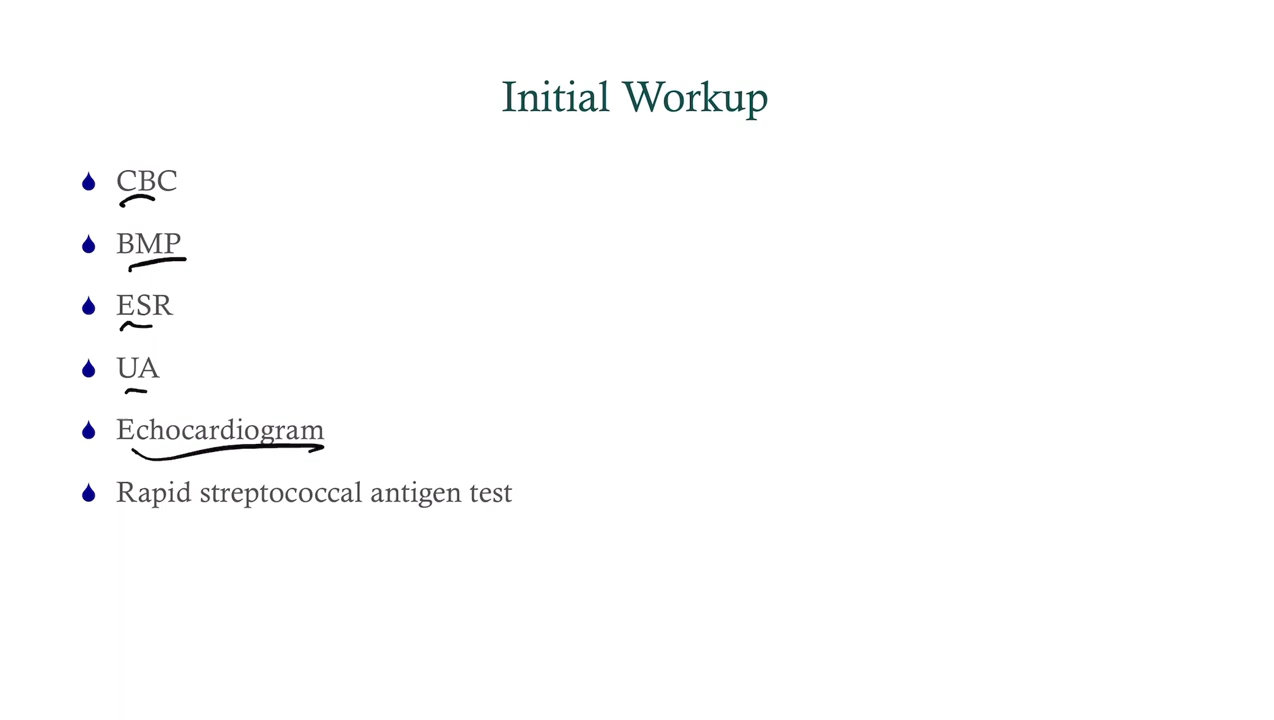 Initial Workup
CBC
BMP
ESR
UA
Echocardiogram
Rapid streptococcal antigen test